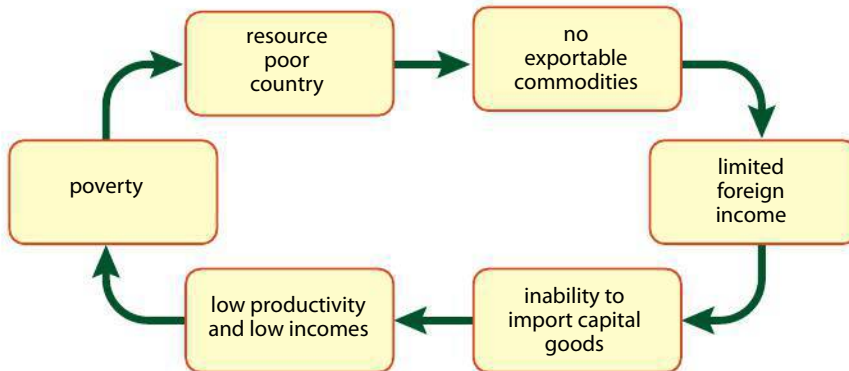 resource
poor
country
no
exportable
commodities
limited
foreign
income
inability to
import capital
goods
low productivity
and low incomes
poverty